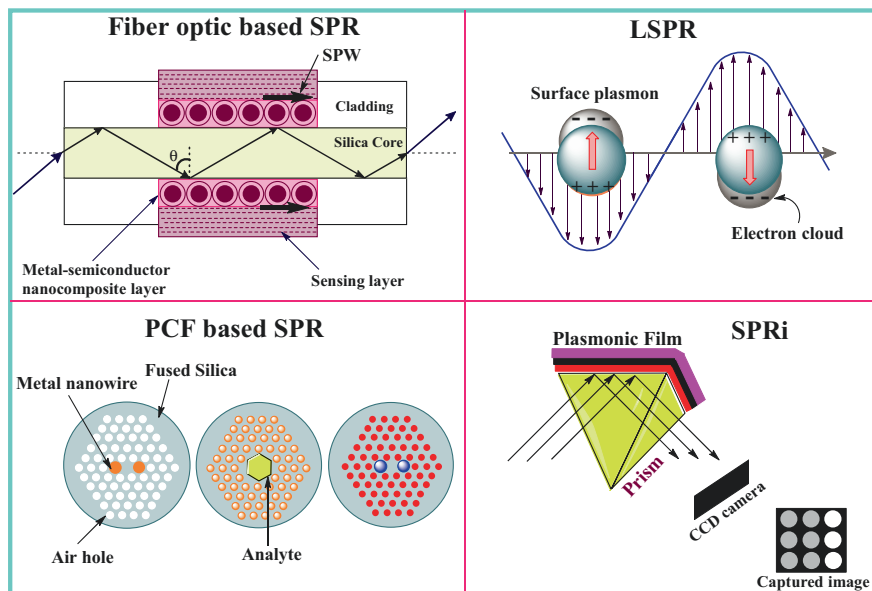 Fiber optic based SPR
SPW
Cladding
Silica Core
θ
Metal-semiconductor
nanocomposite layer
Sensing layer
LSPR
Surface plasmon
- - -
+ + +
+ + +
- - -
Electron cloud
PCF based SPR
Fused Silica
Metal nanowire
Air hole
Analyte
SPRi
Plasmonic Film
Prism
CCD camera
Captured image